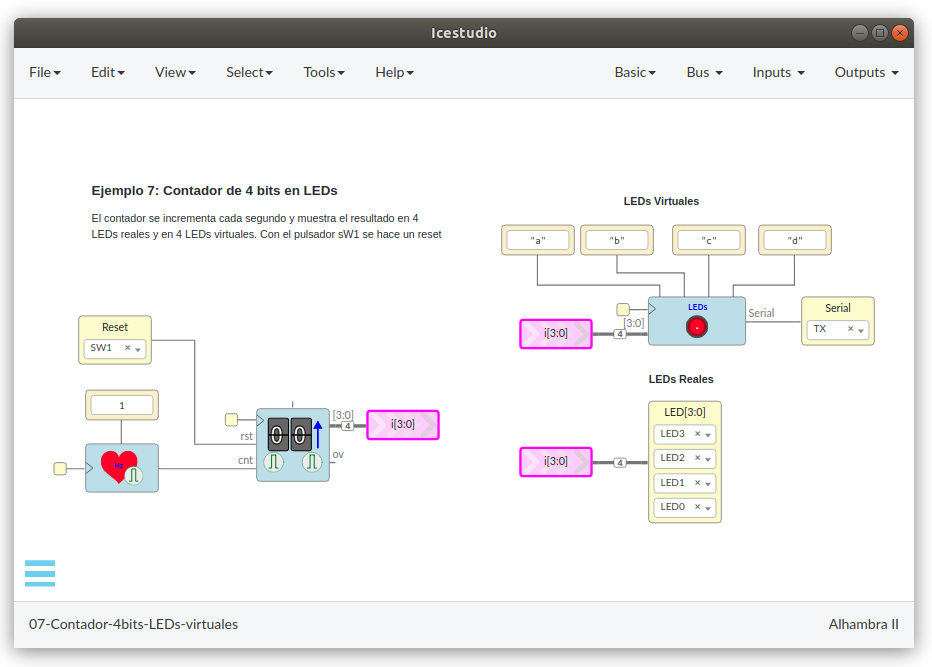 Icestudio
File Edit View Select Tools Help Basic Bus Inputs Outputs
Ejemplo 7: Contador de 4 bits en LEDs
El contador se incrementa cada segundo y muestra el resultado en 4
LEDs reales y en 4 LEDs virtuales. Con el pulsador sW1 se hace un reset
LEDs Virtuales
"a" "b" "c" "d"
LEDs
i[3:0]
[3:0]
4
Serial
Serial
TX
Reset
SW1
1
Hz
rst
cnt
0 0
[3:0]
4
ov
i[3:0]
LEDs Reales
i[3:0]
4
LED[3:0]
LED3
LED2
LED1
LED0
07-Contador-4bits-LEDs-virtuales
Alhambra II